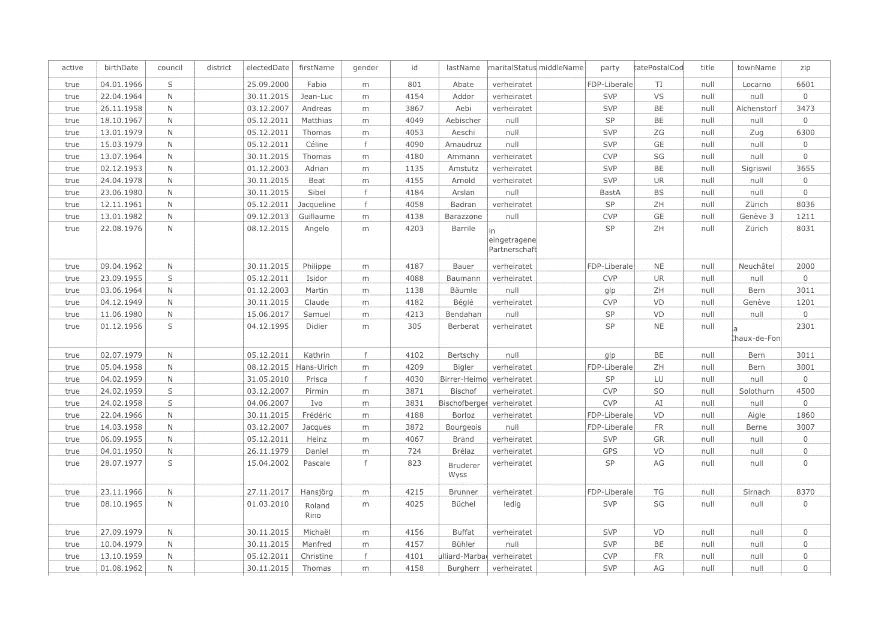 active birthDate council district electedDate firstName gender id lastName maritalStatus middleName party tatePostalCod title townName zip
true 04.01.1966 S 25.09.2000 Fabio m 801 Abate verheiratet FDP-Liberale TI null Locarno 6601
true 22.04.1964 N 30.11.2015 Jean-Luc m 4154 Addor verheiratet SVP VS null null 0
true 26.11.1958 N 03.12.2007 Andreas m 3867 Aebi verheiratet SVP BE null Alchenstorf 3473
true 18.10.1967 N 05.12.2011 Matthias m 4049 Aebischer null SP BE null null 0
true 13.01.1979 N 05.12.2011 Thomas m 4053 Aeschi null SVP ZG null Zug 6300
true 15.03.1979 N 05.12.2011 Céline f 4090 Amaudruz null SVP GE null null 0
true 13.07.1964 N 30.11.2015 Thomas m 4180 Ammann verheiratet CVP SG null null 0
true 02.12.1953 N 01.12.2003 Adrian m 1135 Amstutz verheiratet SVP BE null Sigriswil 3655
true 24.04.1978 N 30.11.2015 Beat m 4155 Arnold verheiratet SVP UR null null 0
true 23.06.1980 N 30.11.2015 Sibel f 4184 Arslan null BastA BS null null 0
true 12.11.1961 N 05.12.2011 Jacqueline f 4058 Badran verheiratet SP ZH null Zürich 8036
true 13.01.1982 N 09.12.2013 Guillaume m 4138 Barazzone null CVP GE null Genève 3 1211
true 22.08.1976 N 08.12.2015 Angelo m 4203 Barrile in SP ZH null Zürich 8031
eingetragene
Partnerschaft
true 09.04.1962 N 30.11.2015 Philippe m 4187 Bauer verheiratet FDP-Liberale NE null Neuchâtel 2000
true 23.09.1955 S 05.12.2011 Isidor m 4088 Baumann verheiratet CVP UR null null 0
true 03.06.1964 N 01.12.2003 Martin m 1138 Bäumle null glp ZH null Bern 3011
true 04.12.1949 N 30.11.2015 Claude m 4182 Béglé verheiratet CVP VD null Genève 1201
true 11.06.1980 N 15.06.2017 Samuel m 4213 Bendahan null SP VD null null 0
true 01.12.1956 S 04.12.1995 Didier m 305 Berberat verheiratet SP NE null a 2301
Chaux-de-Fon
true 02.07.1979 N 05.12.2011 Kathrin f 4102 Bertschy null glp BE null Bern 3011
true 05.04.1958 N 08.12.2015 Hans-Ulrich m 4209 Bigler verheiratet FDP-Liberale ZH null Bern 3001
true 04.02.1959 N 31.05.2010 Prisca f 4030 Birrer-Heimo verheiratet SP LU null null 0
true 24.02.1959 S 03.12.2007 Pirmin m 3871 Bischof verheiratet CVP SO null Solothurn 4500
true 24.02.1958 S 04.06.2007 Ivo m 3831 Bischofberger verheiratet CVP AI null null 0
true 22.04.1966 N 30.11.2015 Frédéric m 4188 Borloz verheiratet FDP-Liberale VD null Aigle 1860
true 14.03.1958 N 03.12.2007 Jacques m 3872 Bourgeois null FDP-Liberale FR null Berne 3007
true 06.09.1955 N 05.12.2011 Heinz m 4067 Brand verheiratet SVP GR null null 0
true 04.01.1950 N 26.11.1979 Daniel m 724 Brélaz verheiratet GPS VD null null 0
true 28.07.1977 S 15.04.2002 Pascale f 823 Bruderer verheiratet SP AG null null 0
Wyss
true 23.11.1966 N 27.11.2017 Hansjörg m 4215 Brunner verheiratet FDP-Liberale TG null Sirnach 8370
true 08.10.1965 N 01.03.2010 Roland m 4025 Büchel ledig SVP SG null null 0
Rino
true 27.09.1979 N 30.11.2015 Michaël m 4156 Buffat verheiratet SVP VD null null 0
true 10.04.1979 N 30.11.2015 Manfred m 4157 Bühler null SVP BE null null 0
true 13.10.1959 N 05.12.2011 Christine f 4101 ulliard-Marba verheiratet CVP FR null null 0
true 01.08.1962 N 30.11.2015 Thomas m 4158 Burgherr verheiratet SVP AG null null 0